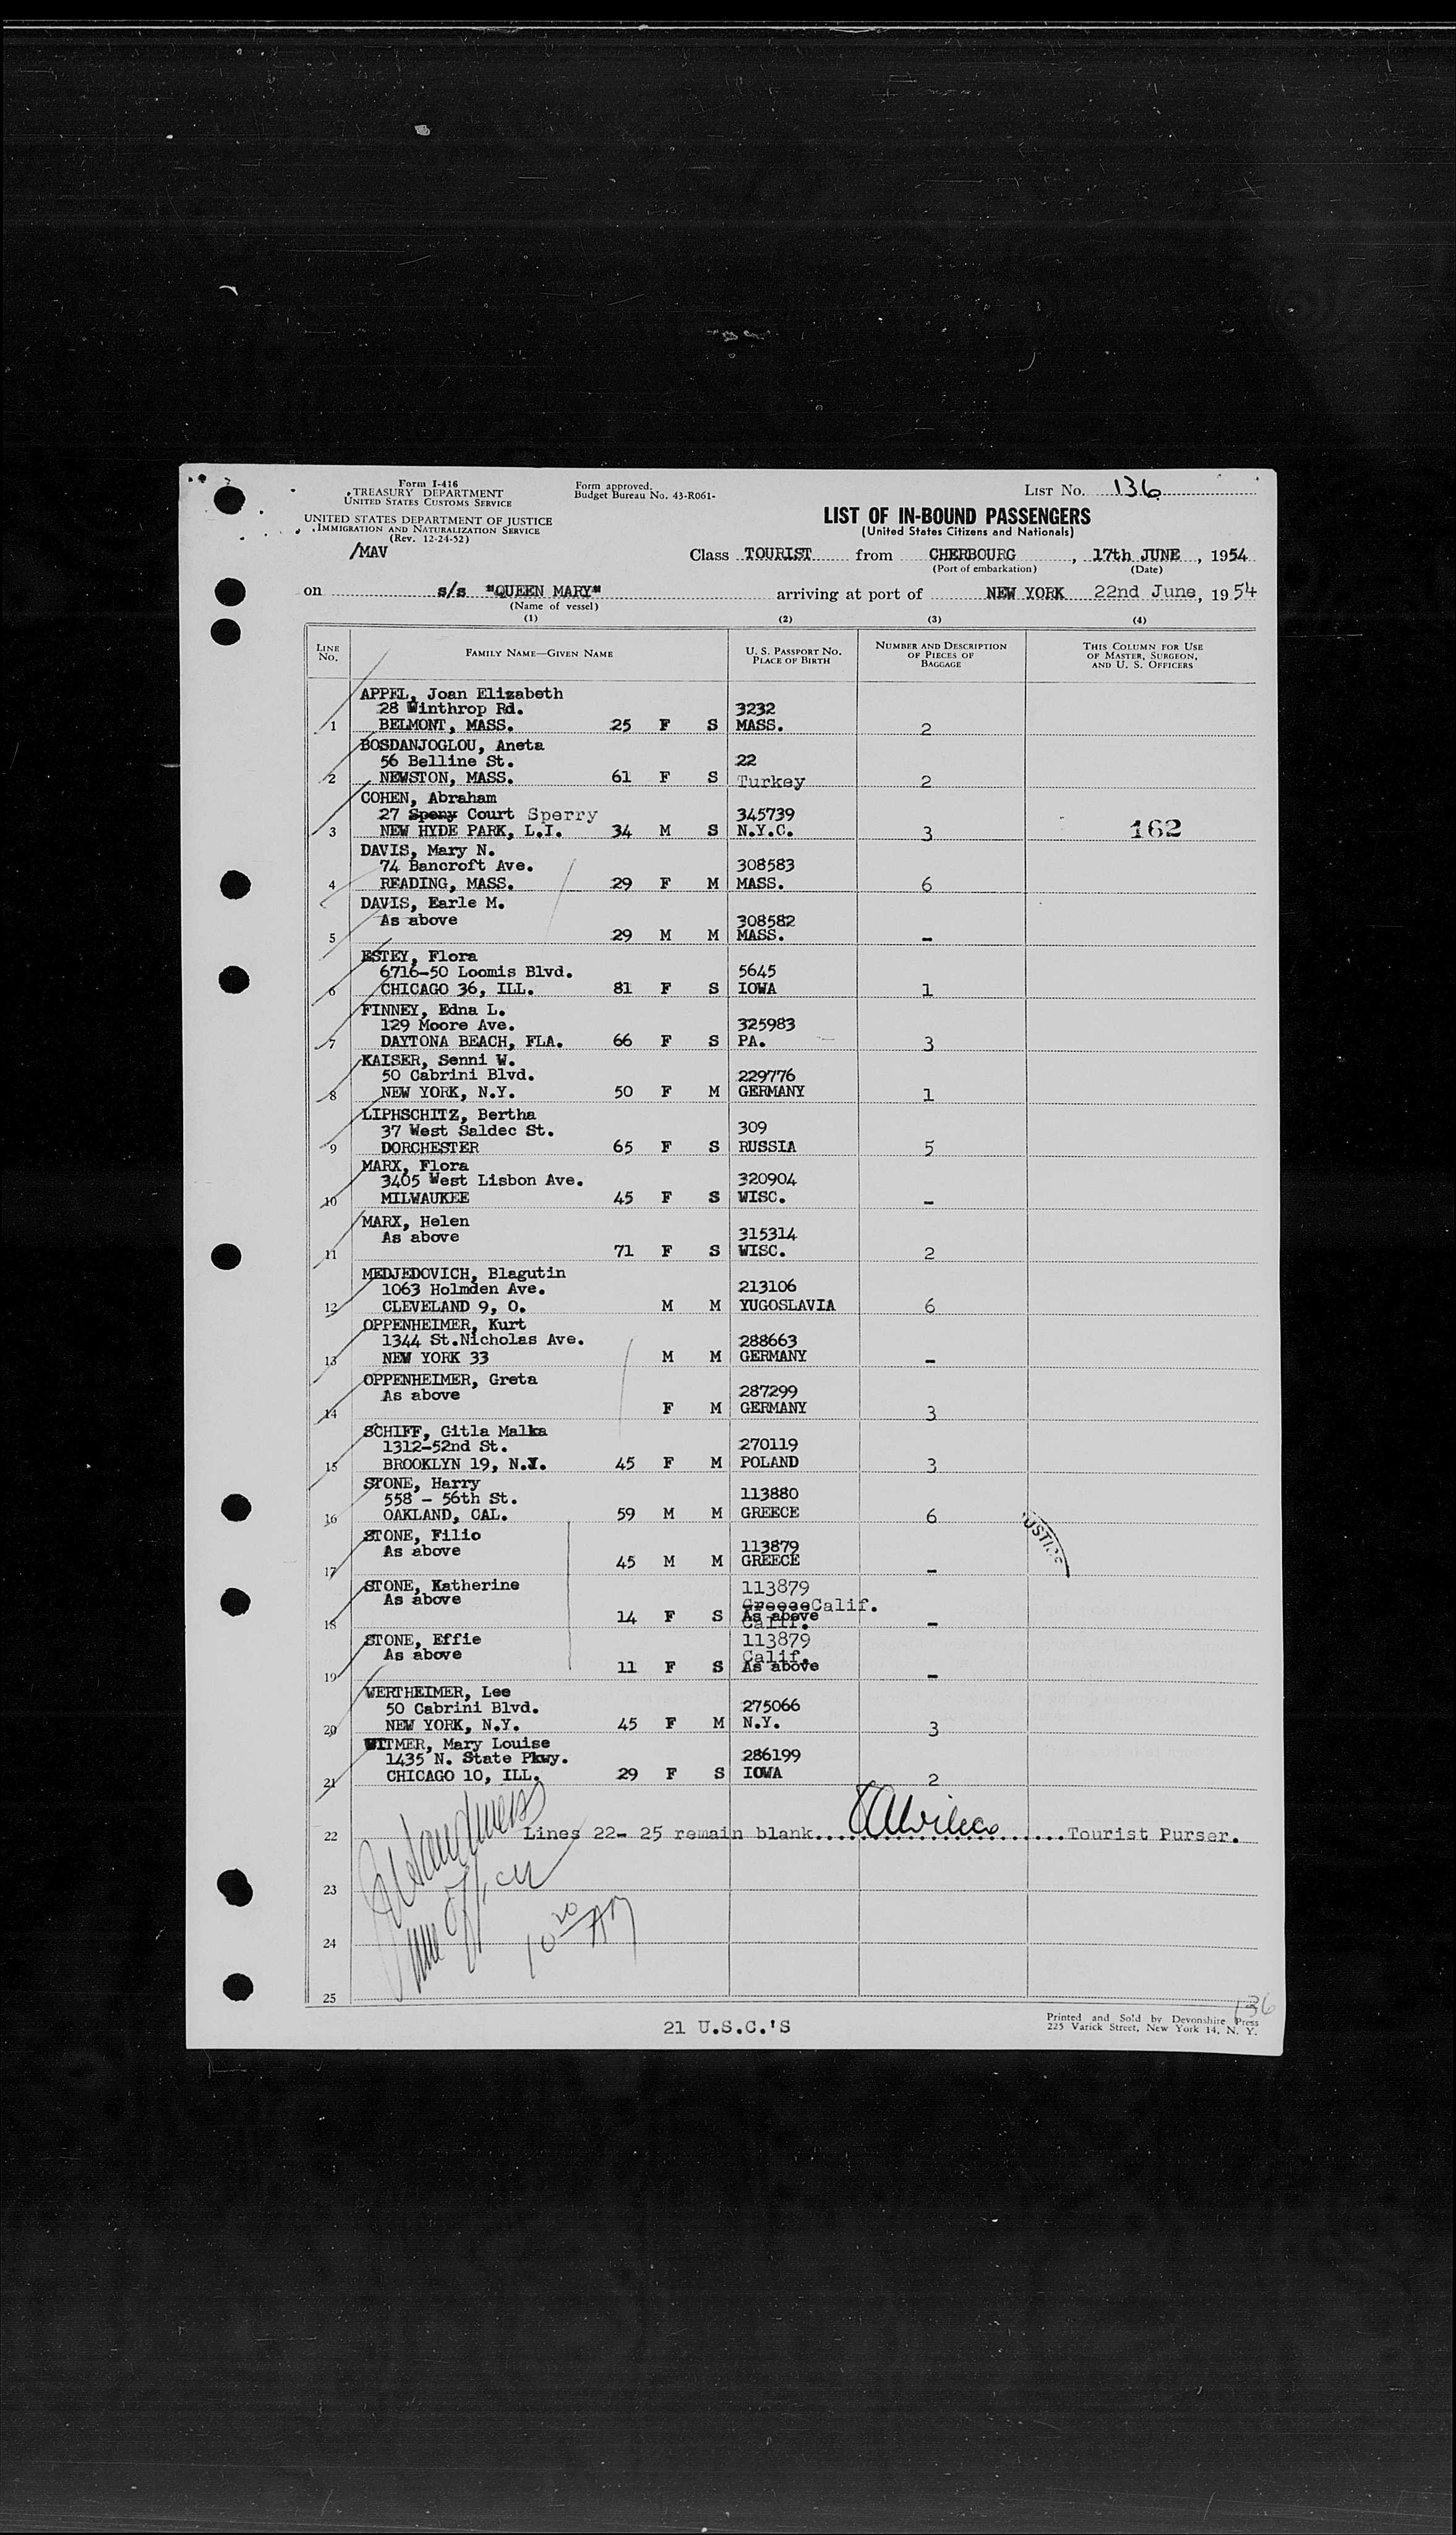 Form I-416
TREASURY DEPARTMENT
UNITED STATES CUSTOMS SERVICE
Form approved.
Budget Bureau No. 43-R061-
LIST No. 136
UNITED STATES DEPARTMENT OF JUSTICE
IMMIGRATION AND NATURALIZATION SERVICE
(Rev. 12-24-52)
/MAV
LIST OF IN-BOUND PASSENGERS
(United States Citizens and Nationals)
Class TOURIST from CHERBOURG, 17th JUNE, 1954
(Port of embarkation) (Date)
on s/s "QUEEN MARY" arriving at port of NEW YORK 22nd June, 1954
(Name of vessel)
(1) (2) (3) (4)
LINE No. FAMILY NAME—GIVEN NAME U. S. PASSPORT No. PLACE OF BIRTH NUMBER AND DESCRIPTION OF PIECES OF BAGGAGE THIS COLUMN FOR USE OF MASTER, SURGEON, AND U. S. OFFICERS
APPEL, Joan Elizabeth
28 Winthrop Rd. 3232
1 BELMONT, MASS. 25 F S MASS. 2
BOSDANJOGLOU, Aneta
56 Belline St. 22
2 NEWSTON, MASS. 61 F S Turkey 2
COHEN, Abraham
27 Speny Court Sperry 345739
3 NEW HYDE PARK, L.I. 34 M S N.Y.C. 3 162
DAVIS, Mary N.
74 Bancroft Ave. 308583
4 READING, MASS. 29 F M MASS. 6
DAVIS, Earle M.
As above 308582
5 29 M M MASS. -
ESTEY, Flora
6716-50 Loomis Blvd. 5645
6 CHICAGO 36, ILL. 81 F S IOWA 1
FINNEY, Edna L.
129 Moore Ave. 325983
7 DAYTONA BEACH, FLA. 66 F S PA. 3
KAISER, Senni W.
50 Cabrini Blvd. 229776
8 NEW YORK, N.Y. 50 F M GERMANY 1
LIPHSCHITZ, Bertha
37 West Saldec St. 309
9 DORCHESTER 65 F S RUSSIA 5
MARX, Flora
3405 West Lisbon Ave. 320904
10 MILWAUKEE 45 F S WISC. -
MARX, Helen
As above 315314
11 71 F S WISC. 2
MEDJEDOVICH, Blagutin
1063 Holmden Ave. 213106
12 CLEVELAND 9, O. M M YUGOSLAVIA 6
OPPENHEIMER, Kurt
1344 St.Nicholas Ave. 288663
13 NEW YORK 33 M M GERMANY -
OPPENHEIMER, Greta
As above 287299
14 F M GERMANY 3
SCHIFF, Gitla Malka
1312-52nd St. 270119
15 BROOKLYN 19, N.Y. 45 F M POLAND 3
STONE, Harry
558 - 56th St. 113880
16 OAKLAND, CAL. 59 M M GREECE 6
USTICE
STONE, Filio
As above 113879
17 45 M M GREECE -
STONE, Katherine 113879
As above Greece Calif.
18 14 F S As above Calif. -
STONE, Effie 113879
As above Calif.
19 11 F S As above -
WERTHEIMER, Lee
50 Cabrini Blvd. 275066
20 NEW YORK, N.Y. 45 F M N.Y. 3
WITMER, Mary Louise
1435 N. State Pkwy. 286199
21 CHICAGO 10, ILL. 29 F S IOWA 2
22 Lines 22- 25 remain blank. Tourist Purser.
23
10 20 AM
24
25
136
21 U.S.C.'S
Printed and Sold by Devonshire Press
225 Varick Street, New York 14, N. Y.